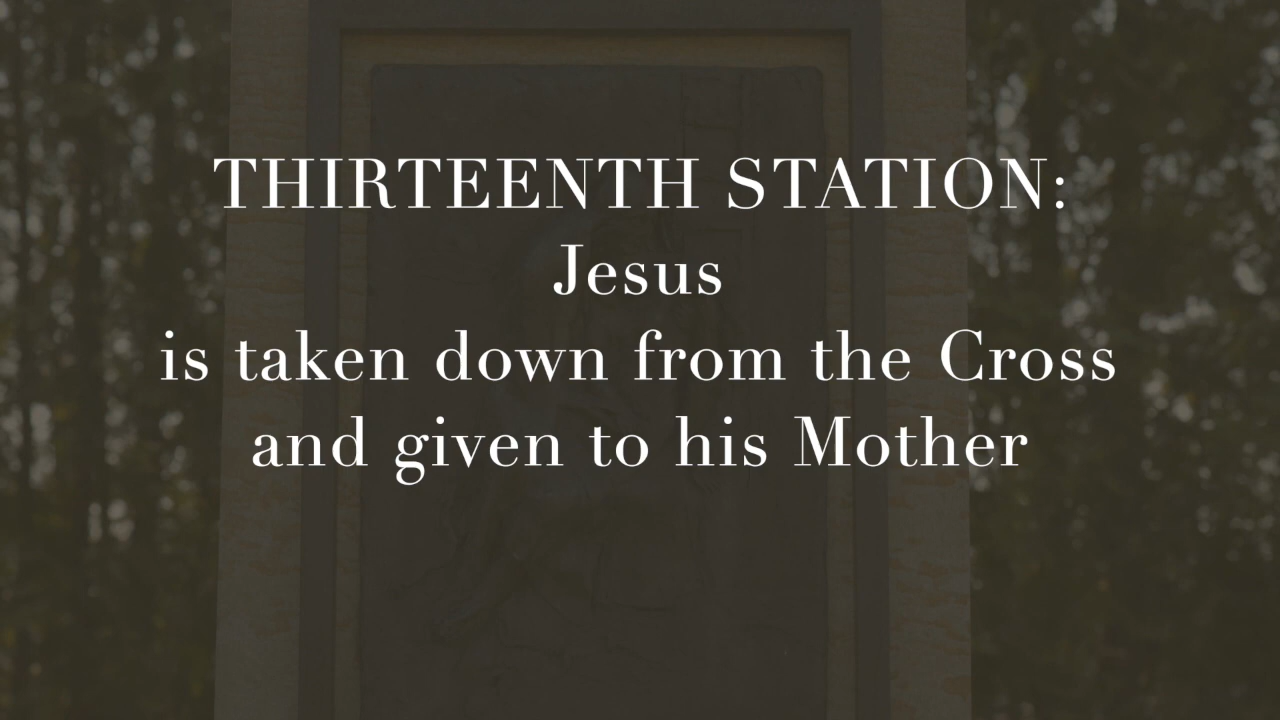 THIRTEENTH STATION:
Jesus
is taken down from the Cross
and given to his Mother